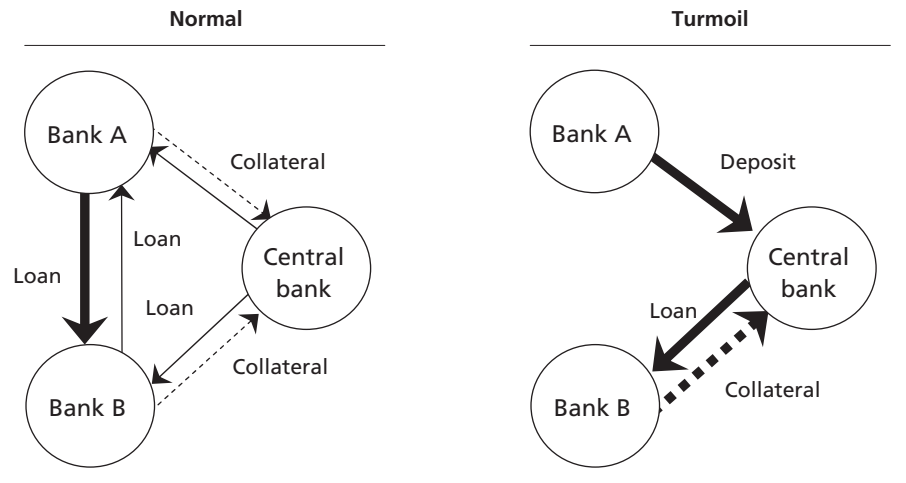 Normal
Bank A
Collateral
Loan
Loan
Central
bank
Loan
Collateral
Bank B
Turmoil
Bank A
Deposit
Central
bank
Loan
Collateral
Bank B